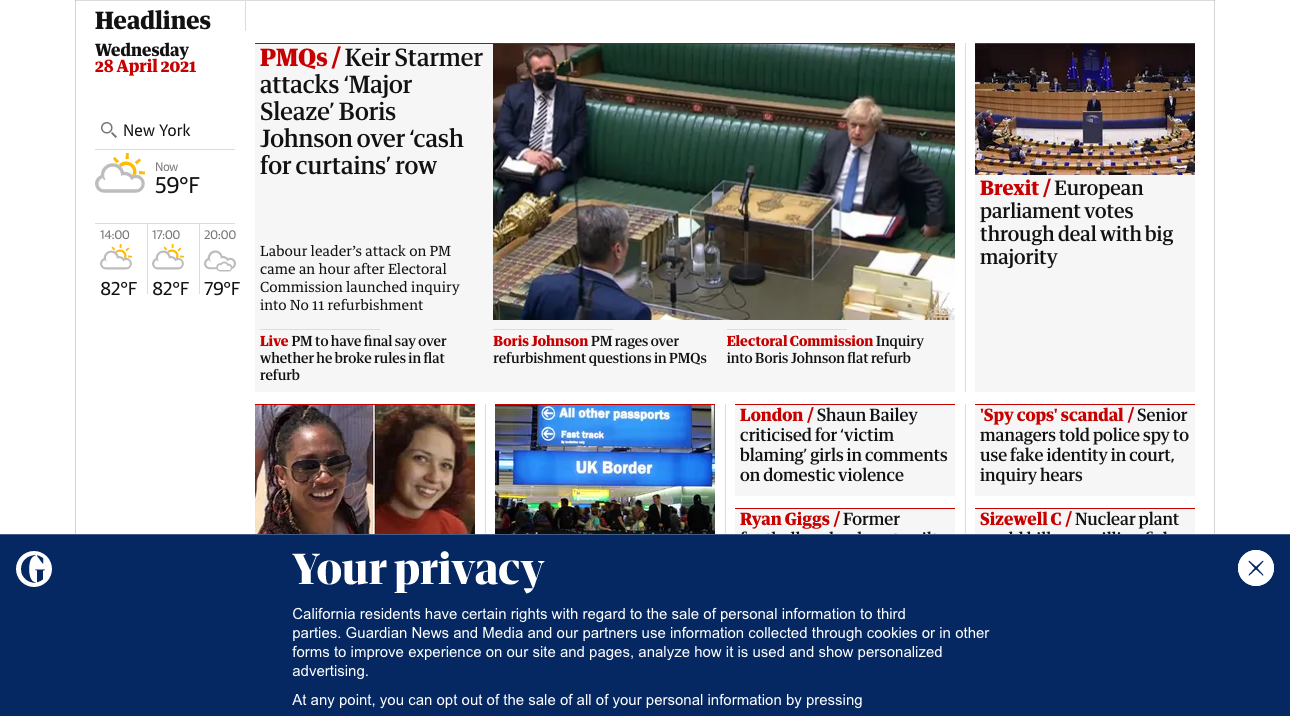 Headlines
Wednesday
28 April 2021
New York
Now
59°F
14:00
17:00
20:00
82°F
82°F
79°F
PMQs / Keir Starmer
attacks ‘Major
Sleaze’ Boris
Johnson over ‘cash
for curtains’ row
Labour leader’s attack on PM
came an hour after Electoral
Commission launched inquiry
into No 11 refurbishment
Live PM to have final say over
whether he broke rules in flat
refurb
Boris Johnson PM rages over
refurbishment questions in PMQs
Electoral Commission Inquiry
into Boris Johnson flat refurb
Brexit / European
parliament votes
through deal with big
majority
All other passports
Fast track
UK Border
London / Shaun Bailey
criticised for ‘victim
blaming’ girls in comments
on domestic violence
Ryan Giggs / Former
'Spy cops' scandal / Senior
managers told police spy to
use fake identity in court,
inquiry hears
Sizewell C / Nuclear plant
G
Your privacy
California residents have certain rights with regard to the sale of personal information to third
parties. Guardian News and Media and our partners use information collected through cookies or in other
forms to improve experience on our site and pages, analyze how it is used and show personalized
advertising.
At any point, you can opt out of the sale of all of your personal information by pressing